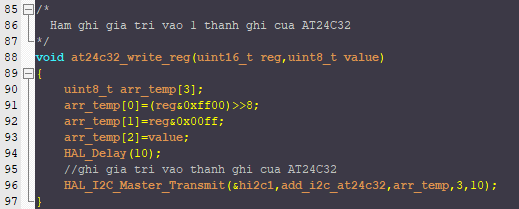 85 /*
86 Ham ghi gia tri vao 1 thanh ghi cua AT24C32
87 */
88 void at24c32_write_reg(uint16_t reg,uint8_t value)
89 {
90 uint8_t arr_temp[3];
91 arr_temp[0]=(reg&0xff00)>>8;
92 arr_temp[1]=reg&0x00ff;
93 arr_temp[2]=value;
94 HAL_Delay(10);
95 //ghi gia tri vao thanh ghi cua AT24C32
96 HAL_I2C_Master_Transmit(&hi2c1,add_i2c_at24c32,arr_temp,3,10);
97 }